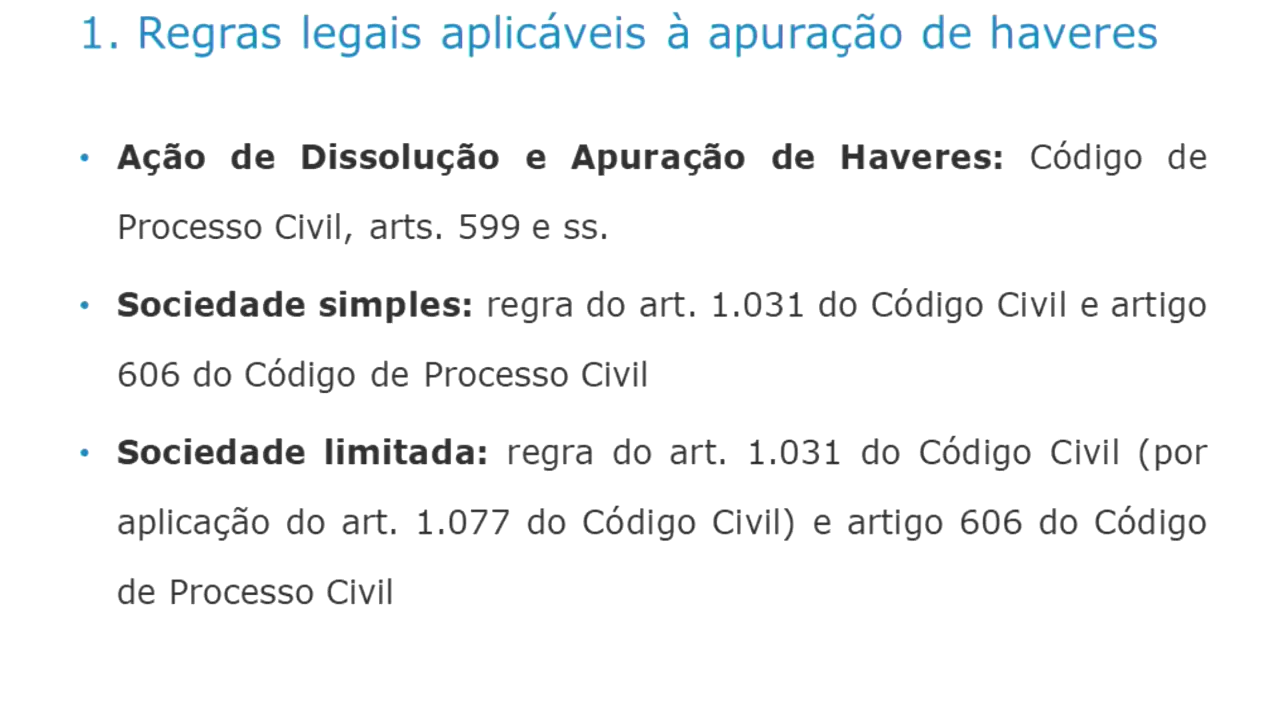 1. Regras legais aplicáveis à apuração de haveres
• Ação de Dissolução e Apuração de Haveres: Código de
Processo Civil, arts. 599 e ss.
• Sociedade simples: regra do art. 1.031 do Código Civil e artigo
606 do Código de Processo Civil
• Sociedade limitada: regra do art. 1.031 do Código Civil (por
aplicação do art. 1.077 do Código Civil) e artigo 606 do Código
de Processo Civil